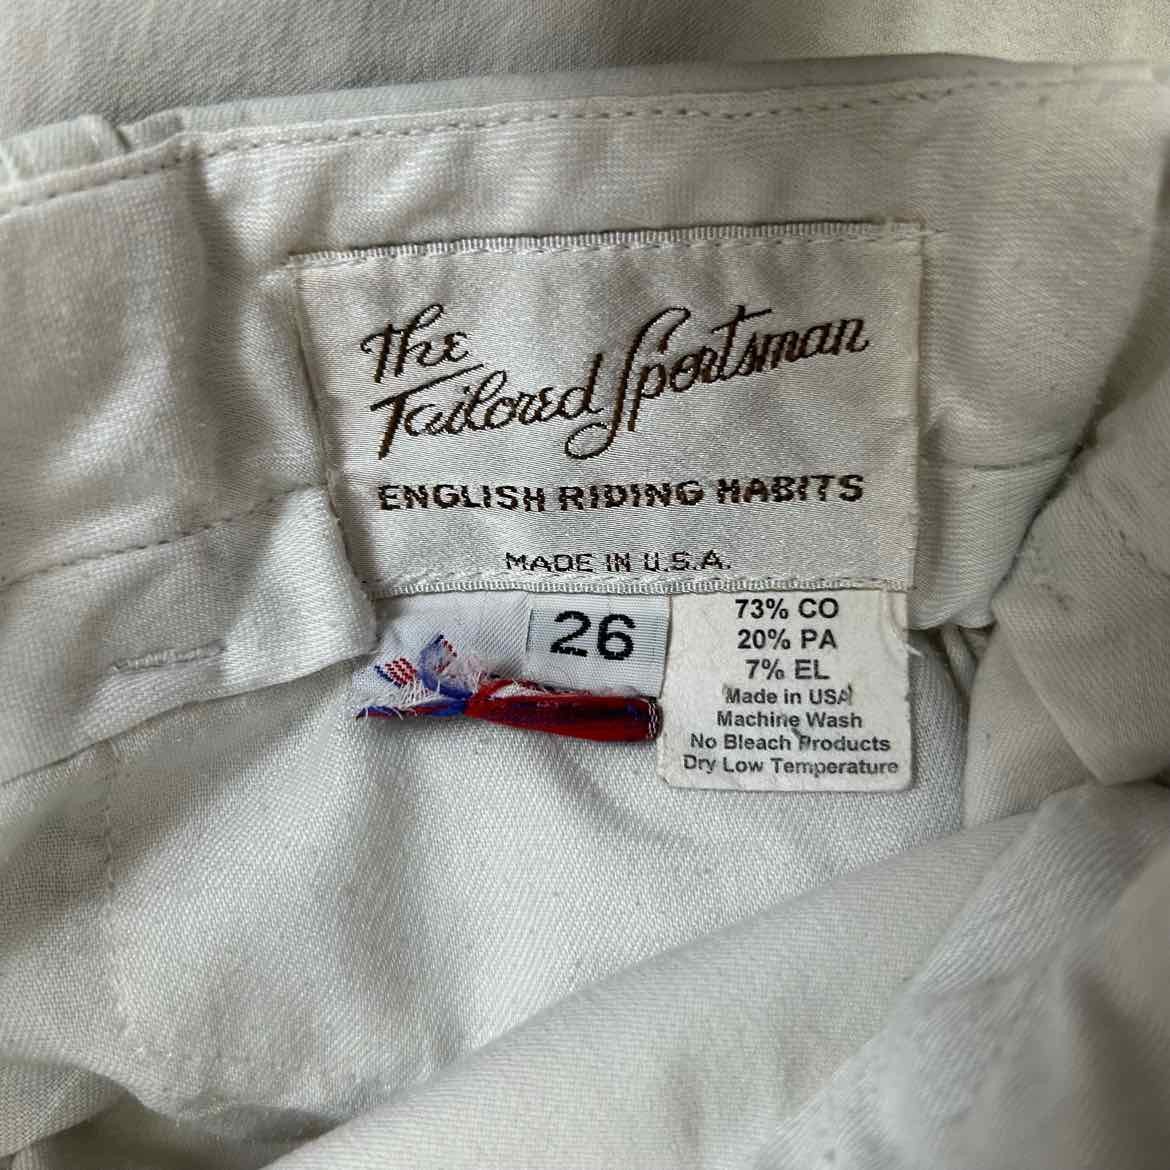 The
Tailored Sportsman
ENGLISH RIDING HABITS
MADE IN U.S.A.
26
73% CO
20% PA
7% EL
Made in USA
Machine Wash
No Bleach Products
Dry Low Temperature